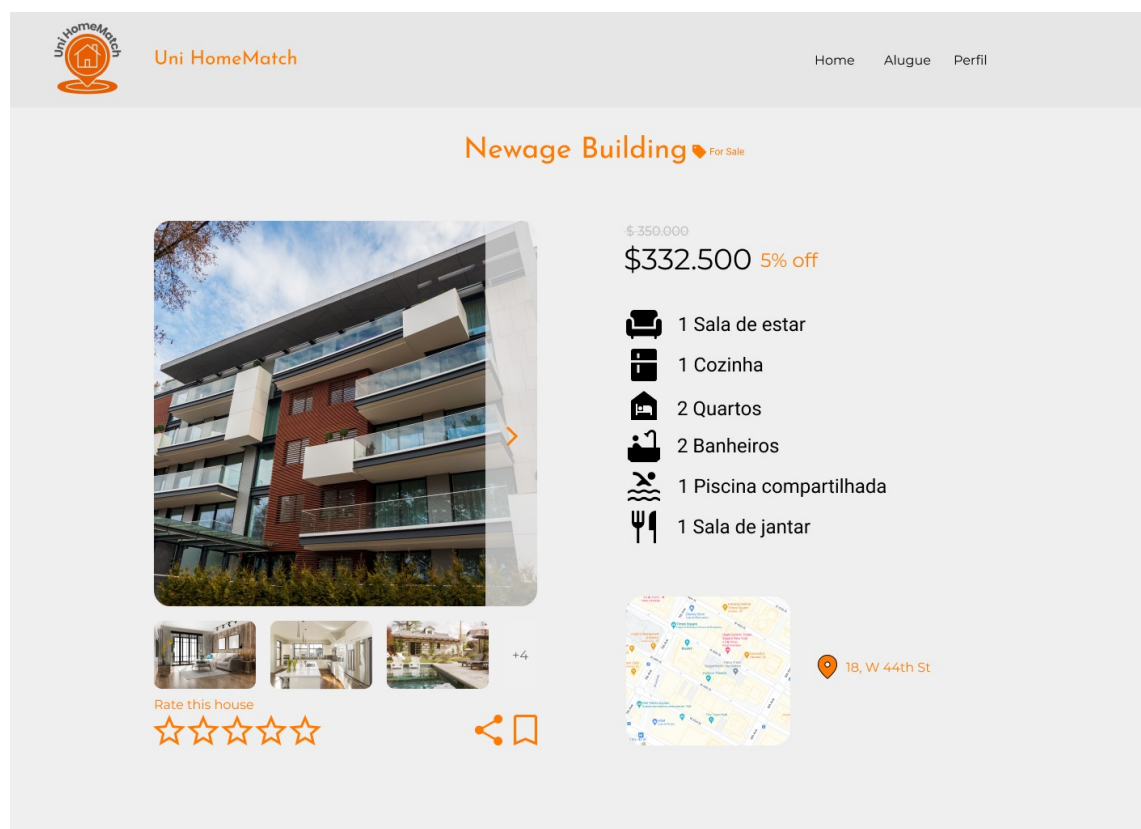 Uni HomeMatch
Uni HomeMatch
Home Alugue Perfil
Newage Building For Sale
$ 350.000
$332.500 5% off
1 Sala de estar
1 Cozinha
2 Quartos
2 Banheiros
1 Piscina compartilhada
1 Sala de jantar
+4
Rate this house
18, W 44th St